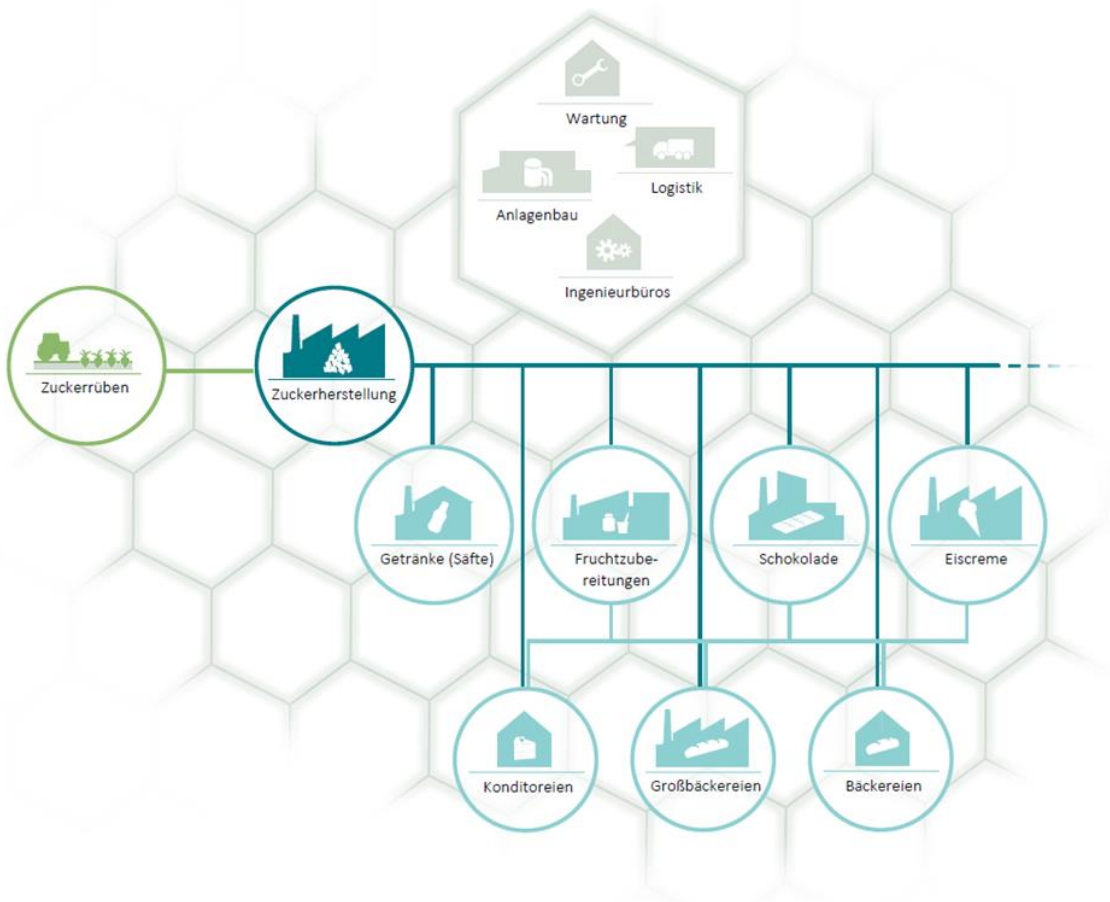 Wartung
Logistik
Anlagenbau
Ingenieurbüros
Zuckerrüben
Zuckerherstellung
Getränke (Säfte)
Fruchtzube-
reitungen
Schokolade
Eiscreme
Konditoreien
Großbäckereien
Bäckereien